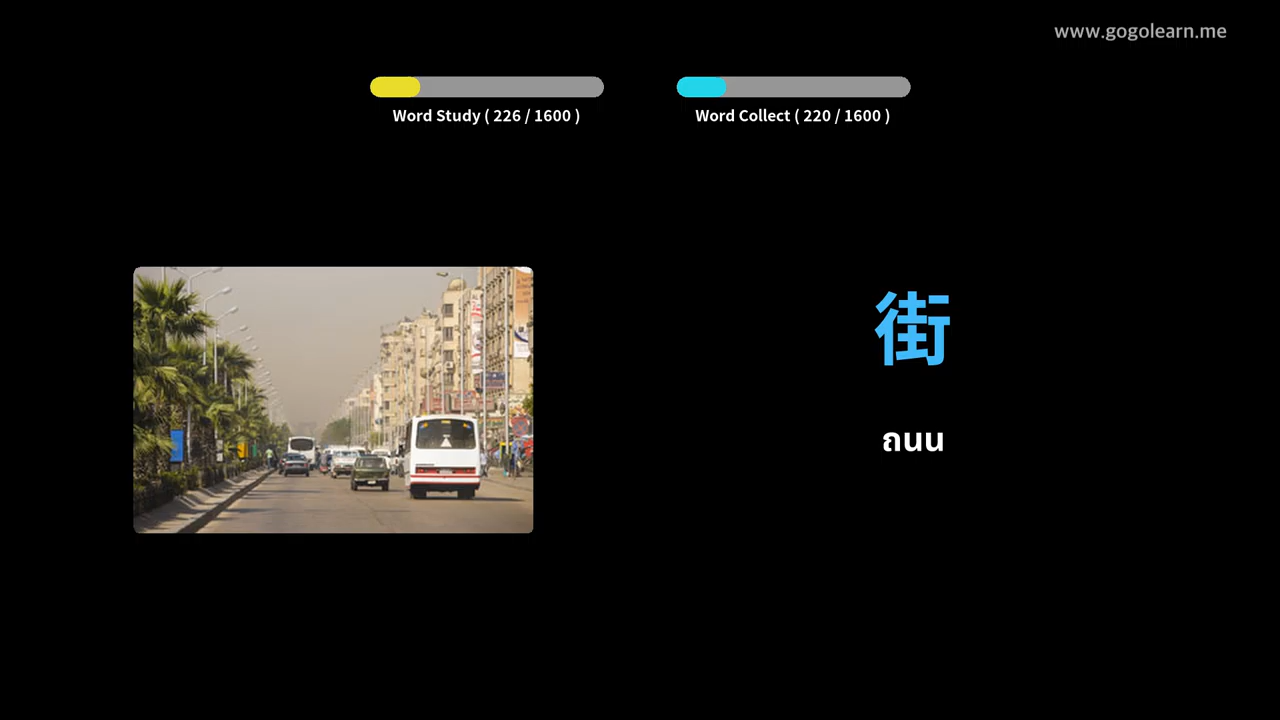 www.gogolearn.me
Word Study ( 226 / 1600 )
Word Collect ( 220 / 1600 )
街
ถนน